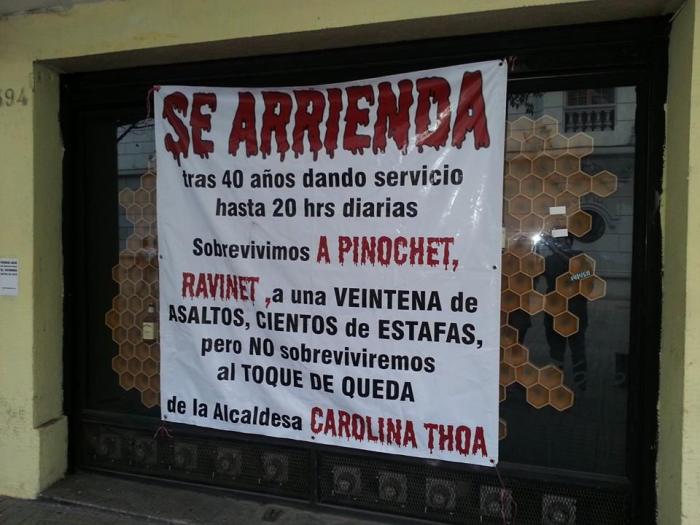 594
SE ARRIENDA
tras 40 años dando servicio
hasta 20 hrs diarias
Sobrevivimos A PINOCHET,
RAVINET ,a una VEINTENA de
ASALTOS, CIENTOS de ESTAFAS,
pero NO sobreviviremos
al TOQUE DE QUEDA
de la Alcaldesa CAROLINA THOA